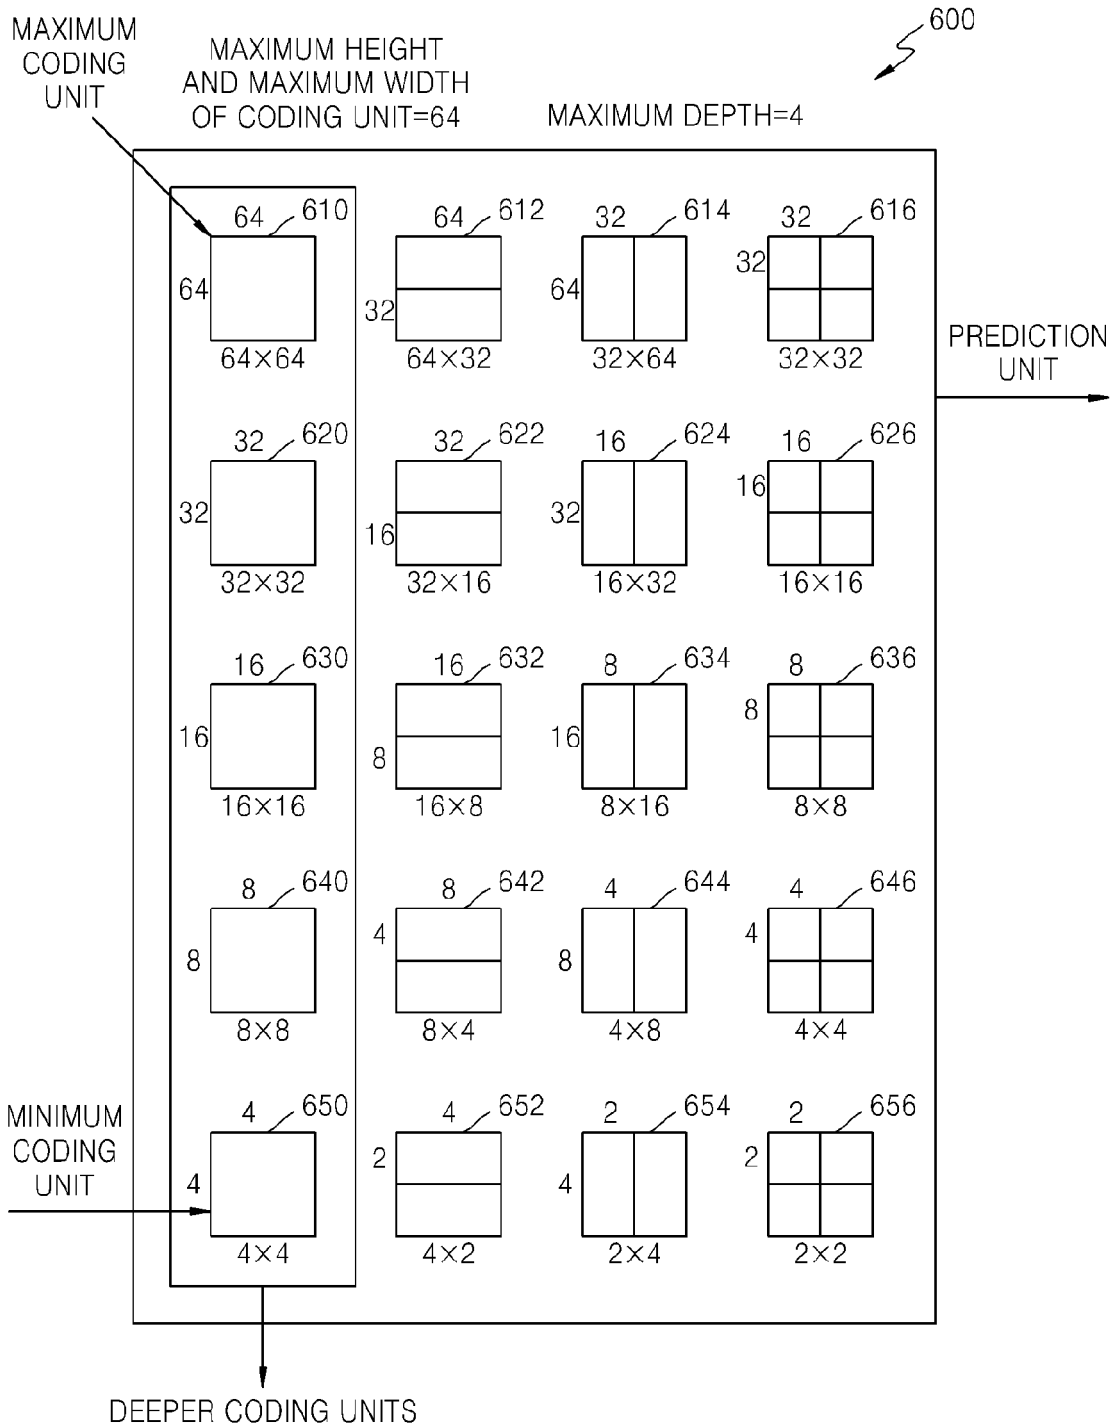 600
MAXIMUM
CODING
UNIT
MAXIMUM HEIGHT
AND MAXIMUM WIDTH
OF CODING UNIT=64
MAXIMUM DEPTH=4
64 610 64 612 32 614 32 616
64 32 64 32
64×64 64×32 32×64 32×32
PREDICTION
UNIT
32 620 32 622 16 624 16 626
32 16 32 16
32×32 32×16 16×32 16×16
16 630 16 632 8 634 8 636
16 8 16 8
16×16 16×8 8×16 8×8
8 640 8 642 4 644 4 646
8 4 8 4
8×8 8×4 4×8 4×4
MINIMUM
CODING
UNIT
4 650 4 652 2 654 2 656
4 2 4 2
4×4 4×2 2×4 2×2
DEEPER CODING UNITS